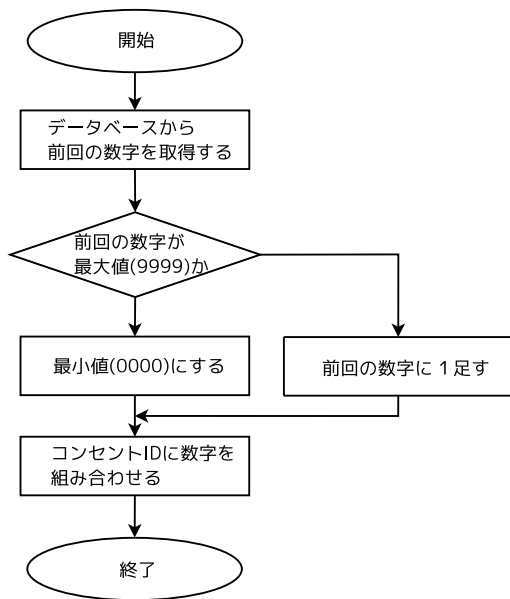 開始
データベースから
前回の数字を取得する
前回の数字が
最大値(9999)か
最小値(0000)にする
前回の数字に１足す
コンセントIDに数字を
組み合わせる
終了